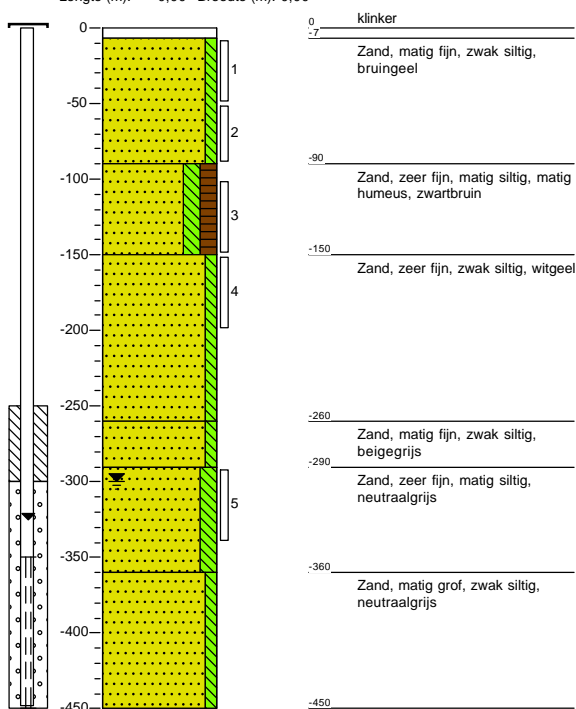 0
klinker
-7
Zand, matig fijn, zwak siltig,
bruingeel
-90
Zand, zeer fijn, matig siltig, matig
humeus, zwartbruin
-150
Zand, zeer fijn, zwak siltig, witgeel
-260
Zand, matig fijn, zwak siltig,
beigegrijs
-290
Zand, zeer fijn, matig siltig,
neutraalgrijs
-360
Zand, matig grof, zwak siltig,
neutraalgrijs
-450
0
-50
-100
-150
-200
-250
-300
-350
-400
-450
1
2
3
4
5